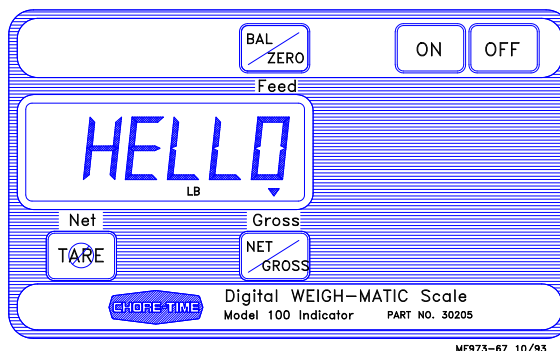 BAL/ZERO
ON
OFF
Feed
HELLO
LB
Net
Gross
TARE
NET/GROSS
CHORE-TIME
Digital WEIGH-MATIC Scale
Model 100 Indicator
PART NO. 30205
MF973-67 10/93